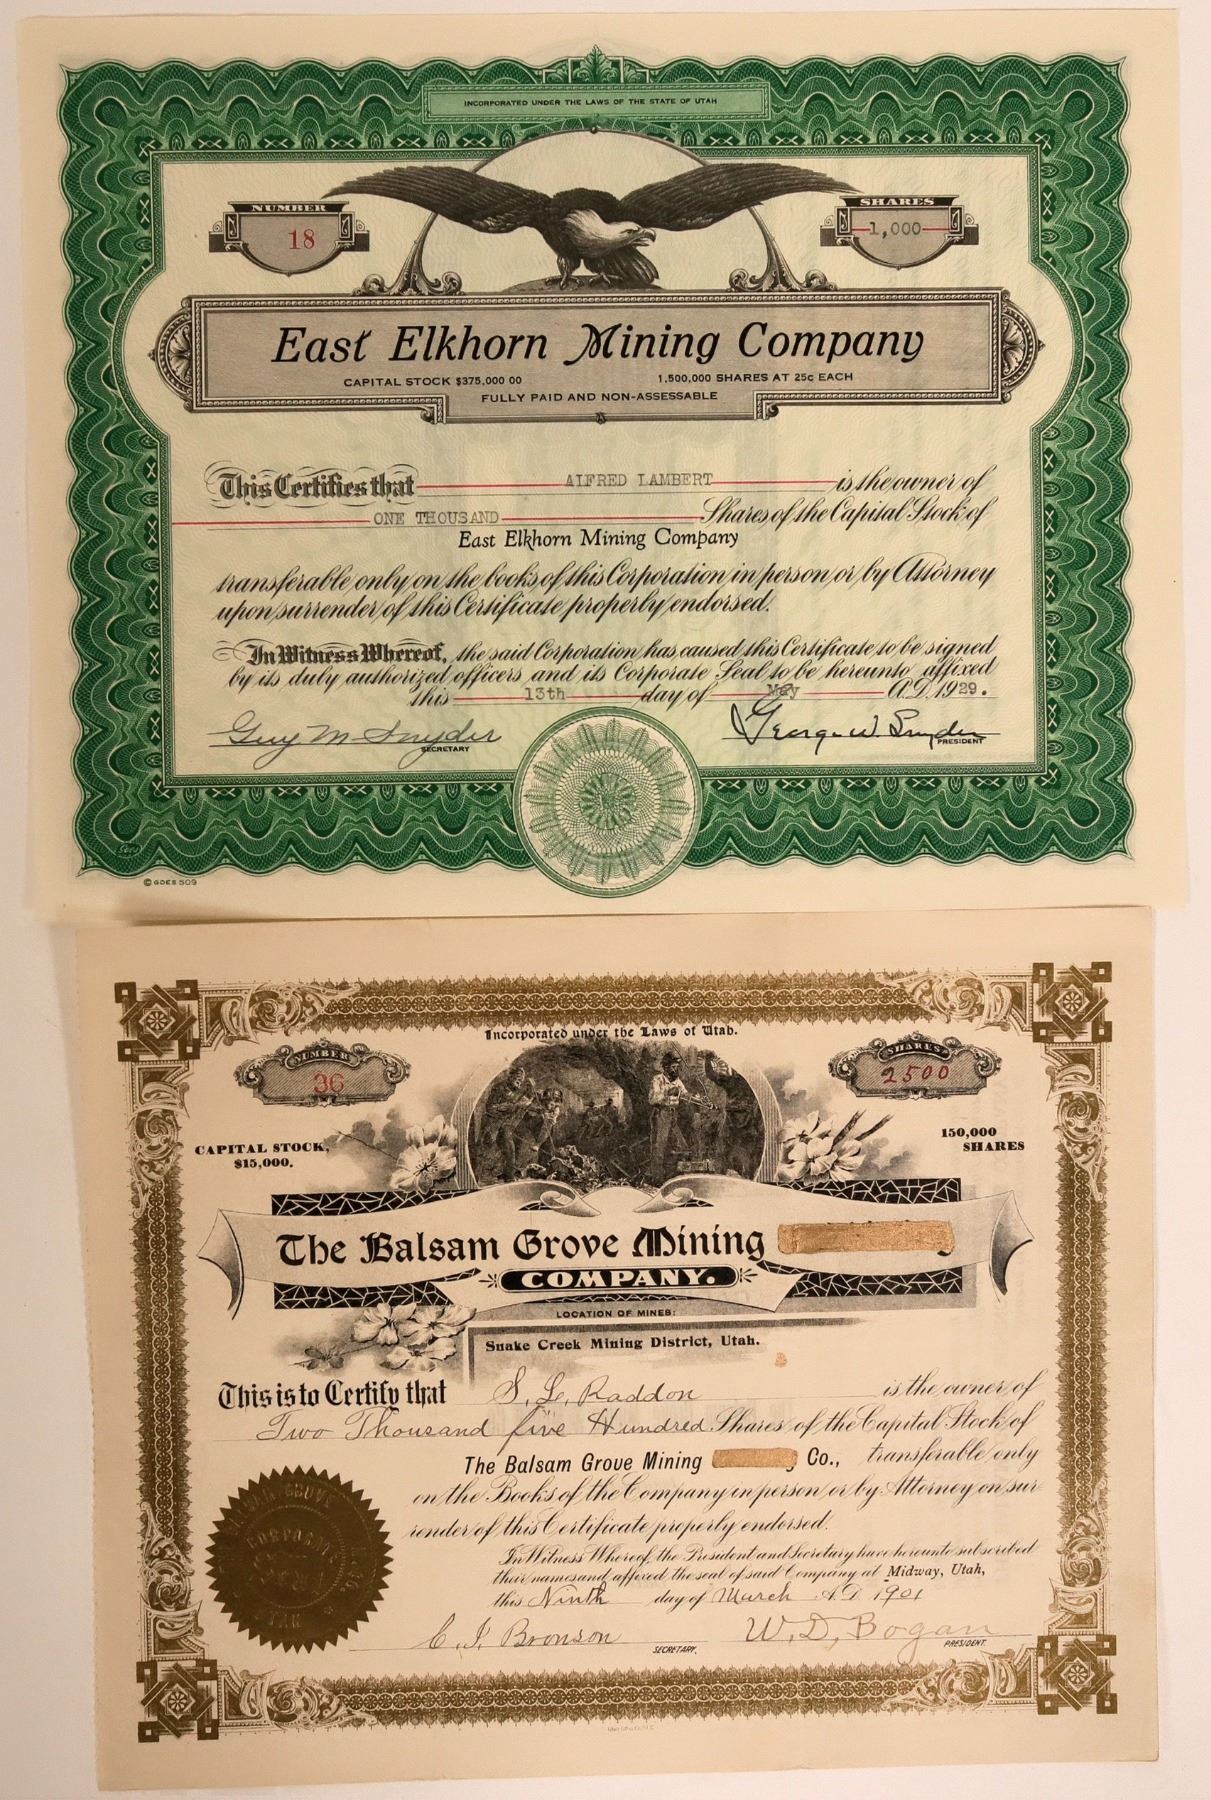 INCORPORATED UNDER THE LAWS OF THE STATE OF UTAH
NUMBER
18
SHARES
1,000
East Elkhorn Mining Company
CAPITAL STOCK $375,000 00 1,500,000 SHARES AT 25c EACH
FULLY PAID AND NON-ASSESSABLE
This Certifies that ALFRED LAMBERT is the owner of
ONE THOUSAND Shares of the Capital Stock of
East Elkhorn Mining Company
transferable only on the books of this Corporation in person or by Attorney
upon surrender of this Certificate properly endorsed.
In Witness Whereof, the said Corporation has caused this Certificate to be signed
by its duly authorized officers and its Corporate Seal to be hereunto affixed
this 13th day of May A.D. 1929.
Guy M Snyder SECRETARY George W. Snyder PRESIDENT
© GOES 509
Incorporated under the Laws of Utah.
NUMBER
36
SHARES
2500
CAPITAL STOCK,
$15,000.
150,000
SHARES
The Balsam Grove Mining
COMPANY.
LOCATION OF MINES:
Snake Creek Mining District, Utah.
This is to Certify that S. L. Raddon is the owner of
Two Thousand five Hundred Shares of the Capital Stock of
The Balsam Grove Mining Co., transferable only
on the Books of the Company in person or by Attorney on sur-
render of this Certificate properly endorsed.
In Witness Whereof, the President and Secretary have hereunto subscribed
their names and affixed the seal of said Company at Midway, Utah,
this Ninth day of March A.D. 1901
C. I. Bronson SECRETARY. W. D. Bogan PRESIDENT.